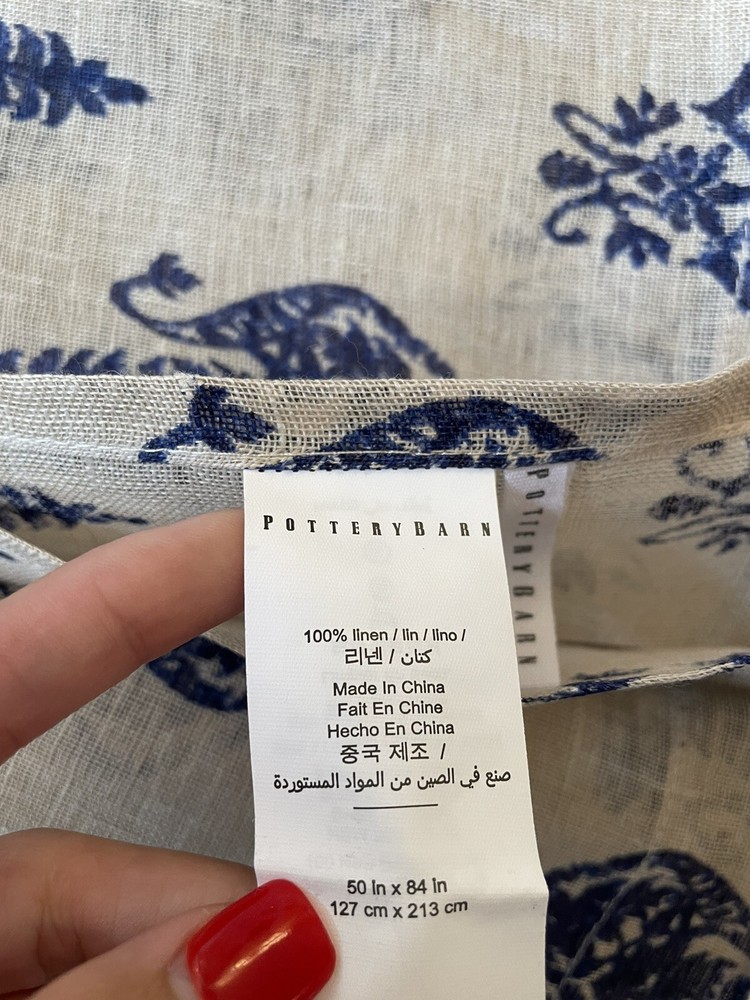 POTTERYBARN
100% linen / lin / lino /
리넨 / كتان
Made In China
Fait En Chine
Hecho En China
중국 제조 /
صنع في الصين من المواد المستوردة
50 in x 84 in
127 cm x 213 cm
POTTERYBARN